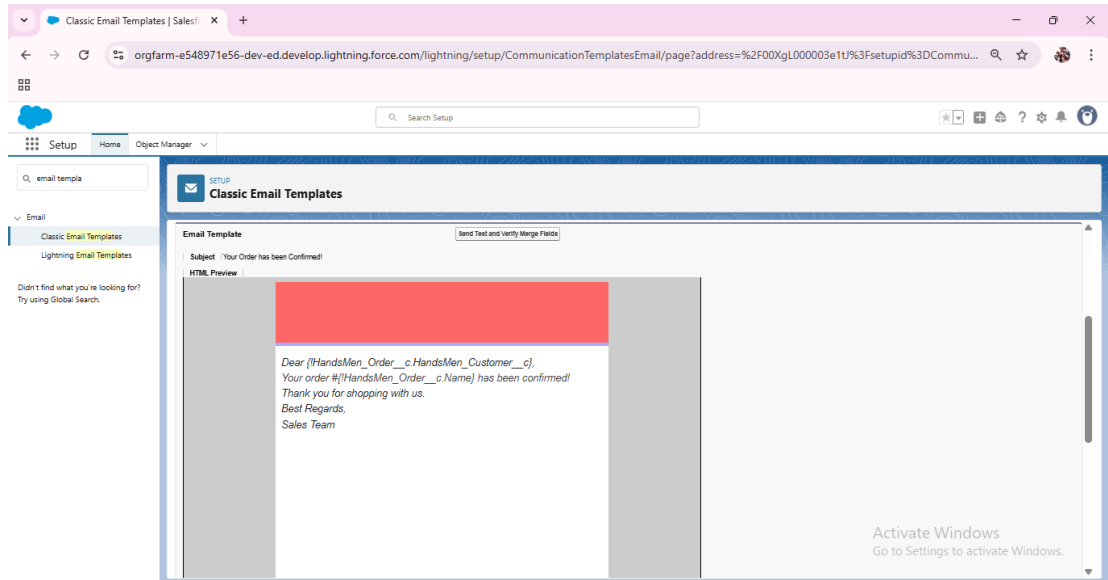 Classic Email Templates | Salesf
orgfarm-e548971e56-dev-ed.develop.lightning.force.com/lightning/setup/CommunicationTemplatesEmail/page?address=%2F00XgL000003e1tJ%3Fsetupid%3DCommu...
Search Setup
Setup Home Object Manager
email templa
SETUP
Classic Email Templates
Email
Classic Email Templates
Lightning Email Templates
Didn't find what you're looking for?
Try using Global Search.
Email Template Send Test and Verify Merge Fields
Subject Your Order has been Confirmed!
HTML Preview
Dear {!HandsMen_Order__c.HandsMen_Customer__c},
Your order #{!HandsMen_Order__c.Name} has been confirmed!
Thank you for shopping with us.
Best Regards,
Sales Team
Activate Windows
Go to Settings to activate Windows.